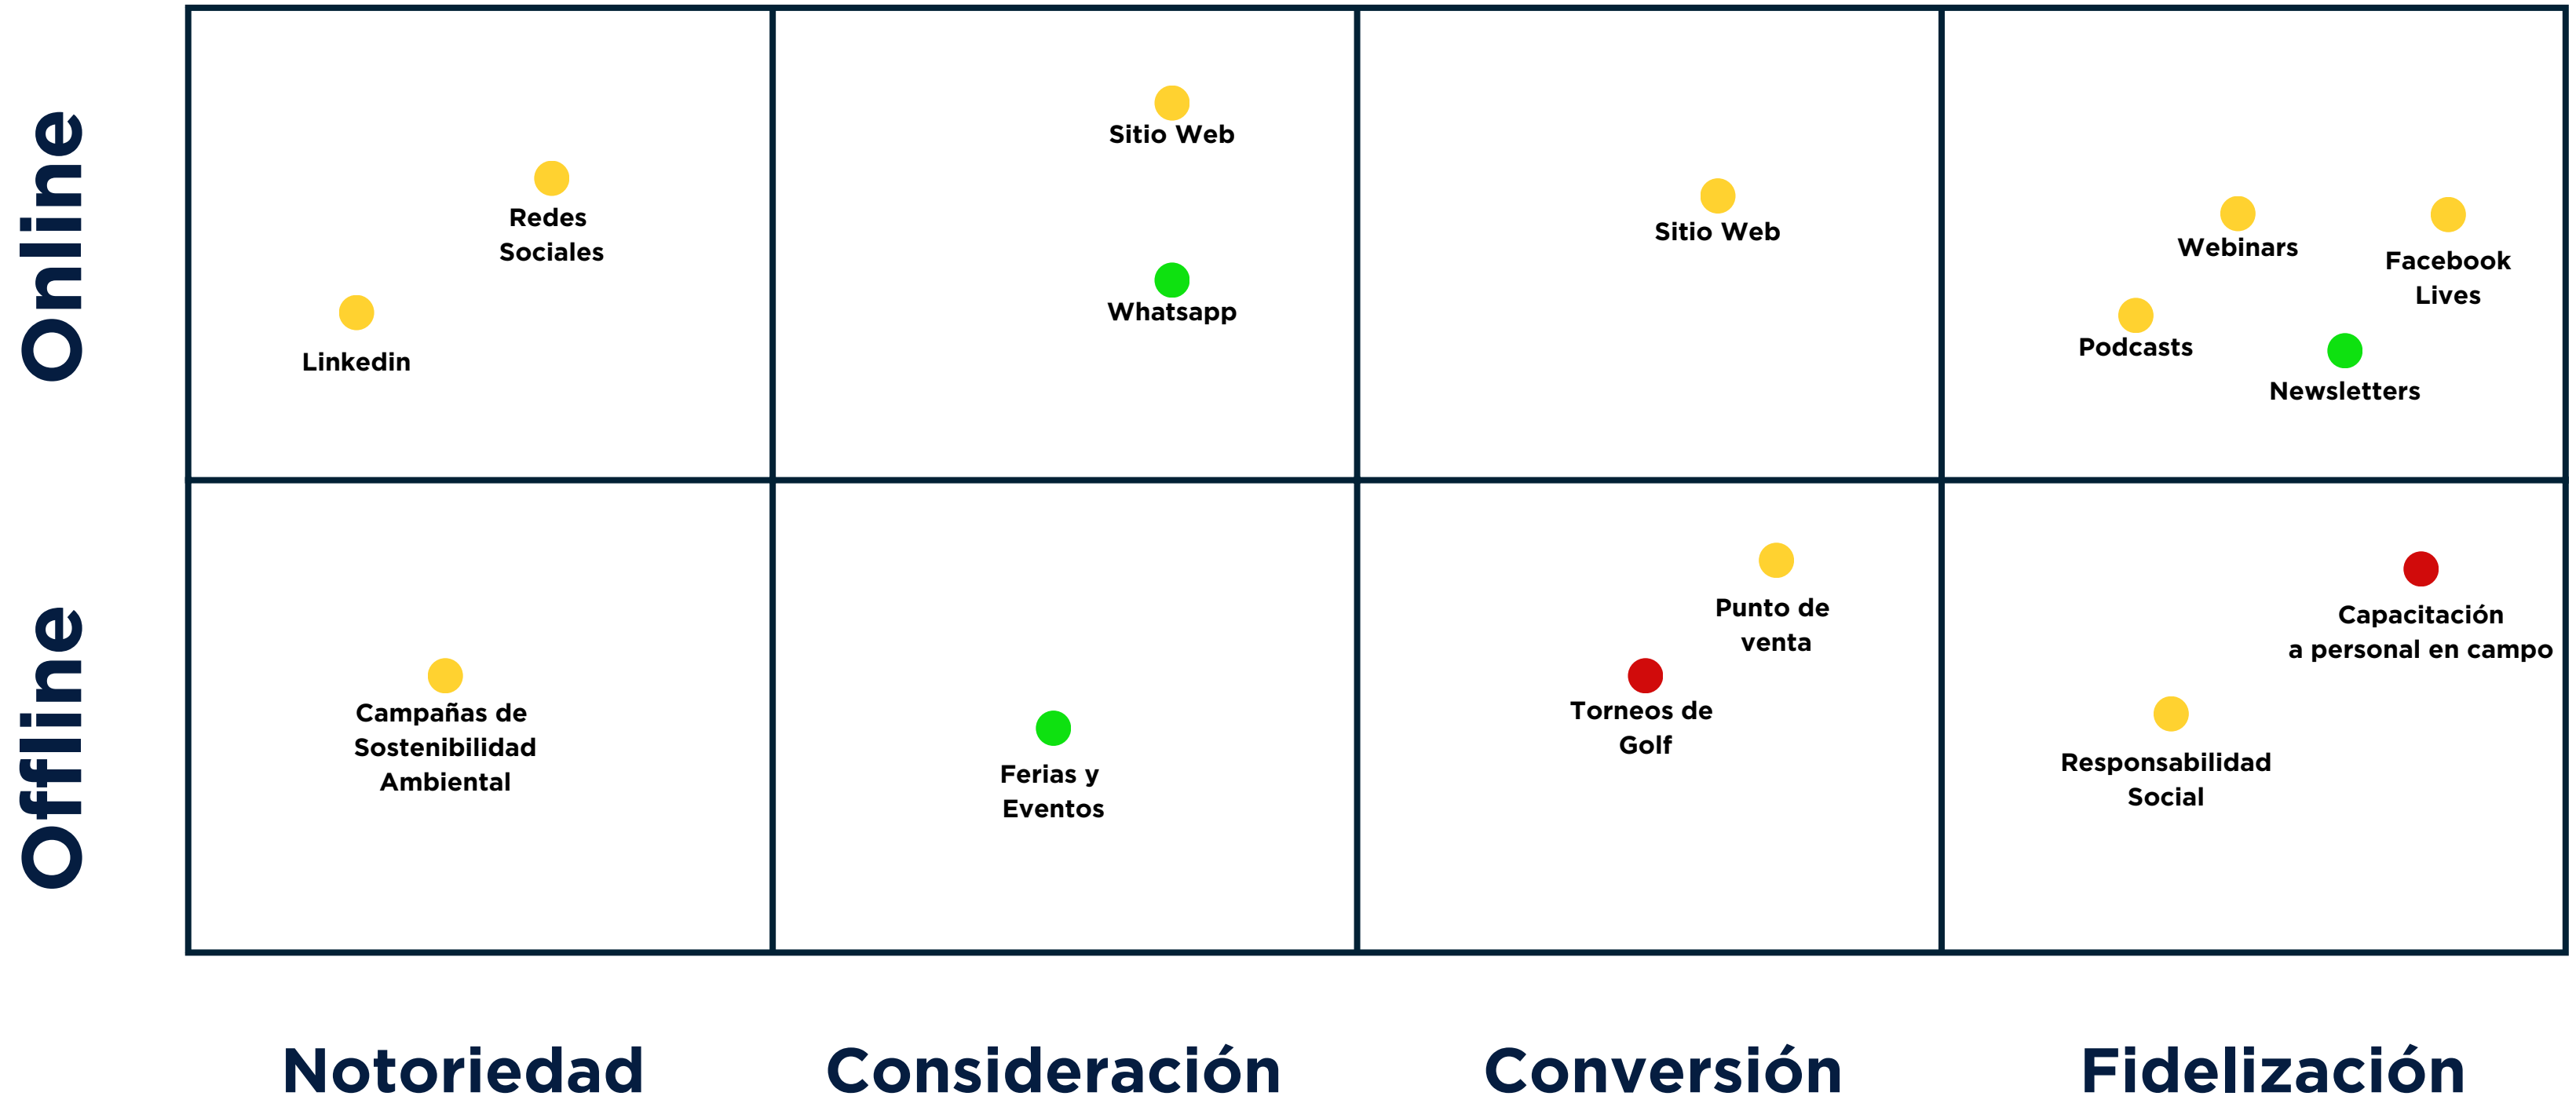 Online
Sitio Web
Redes
Sociales
Linkedin
Whatsapp
Sitio Web
Webinars
Facebook
Lives
Podcasts
Newsletters
Offline
Campañas de
Sostenibilidad
Ambiental
Ferias y
Eventos
Punto de
venta
Torneos de
Golf
Capacitación
a personal en campo
Responsabilidad
Social
Notoriedad
Consideración
Conversión
Fidelización